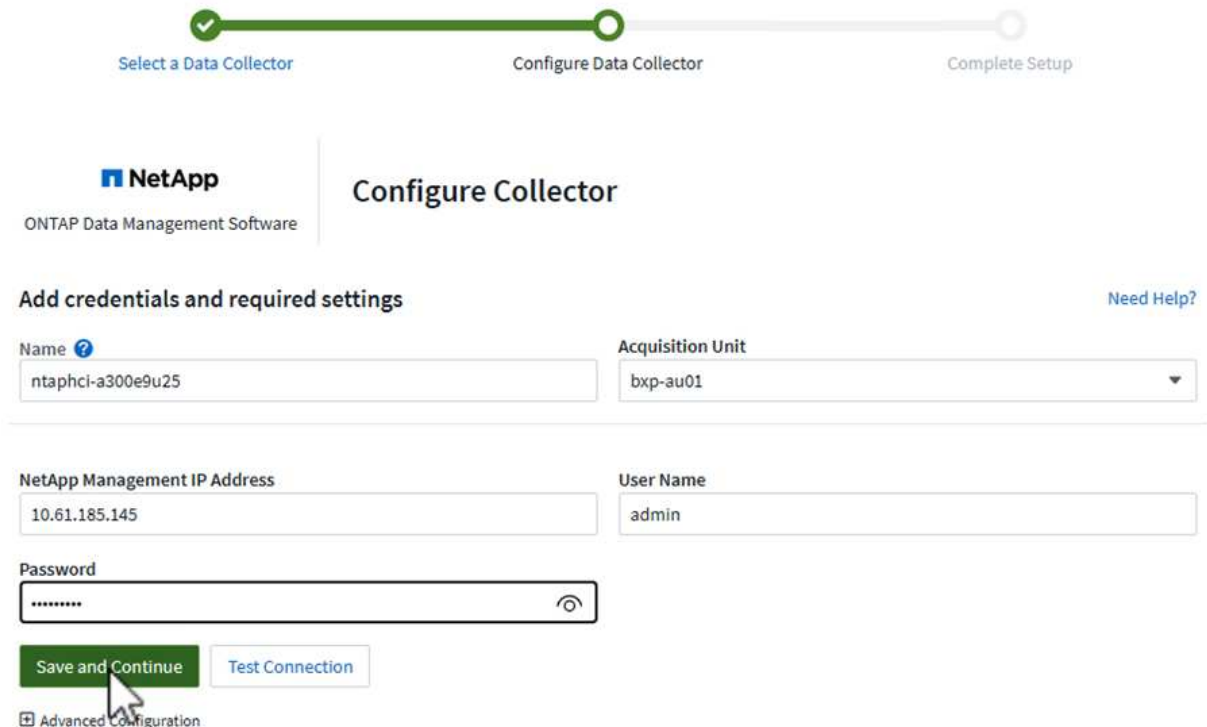 Select a Data Collector Configure Data Collector Complete Setup
NetApp
ONTAP Data Management Software
Configure Collector
Add credentials and required settings Need Help?
Name ? Acquisition Unit
ntaphci-a300e9u25 bxp-au01
NetApp Management IP Address User Name
10.61.185.145 admin
Password
•••••••••
Save and Continue Test Connection
Advanced Configuration